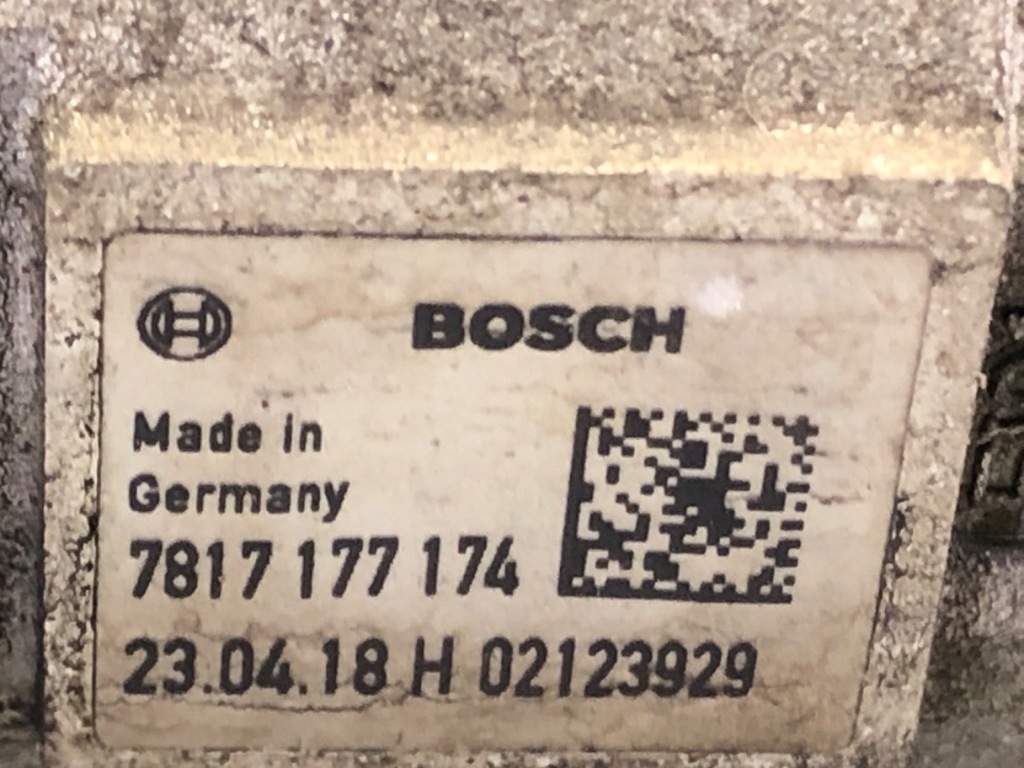 BOSCH
Made in
Germany
7817 177 174
23.04.18 H 02123929